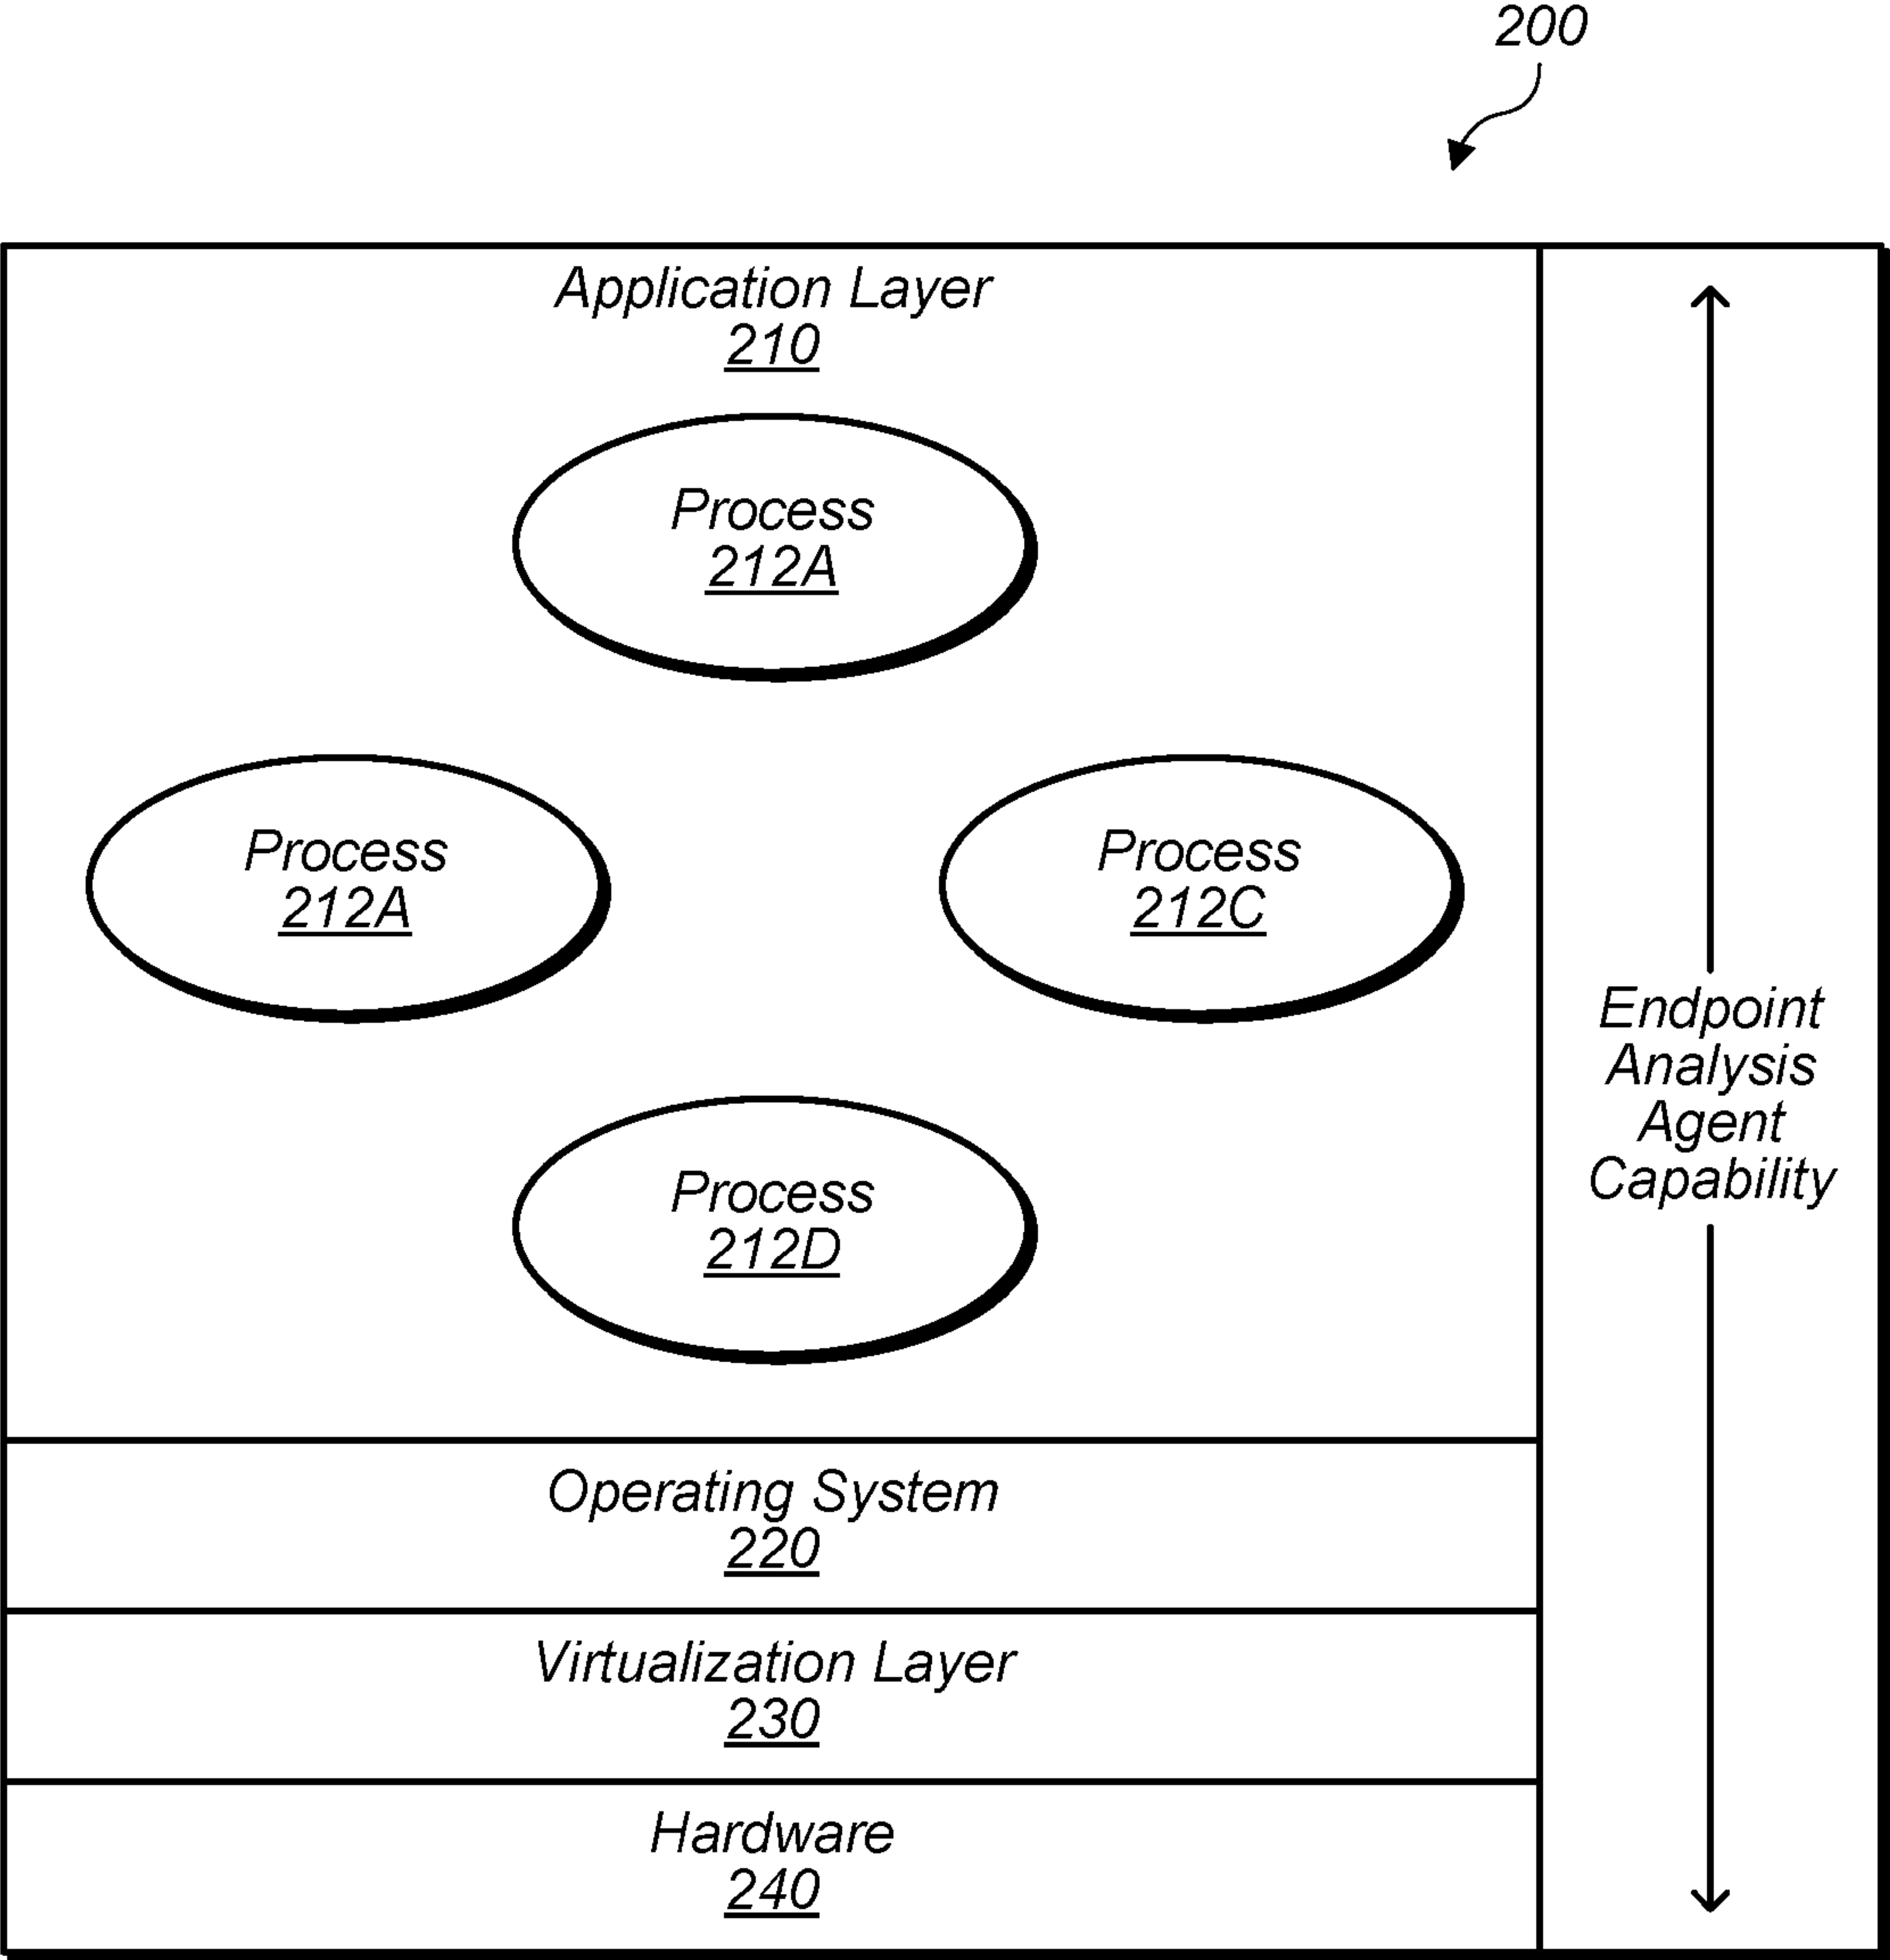 200
Application Layer
210
Process
212A
Process
212A
Process
212C
Process
212D
Endpoint
Analysis
Agent
Capability
Operating System
220
Virtualization Layer
230
Hardware
240